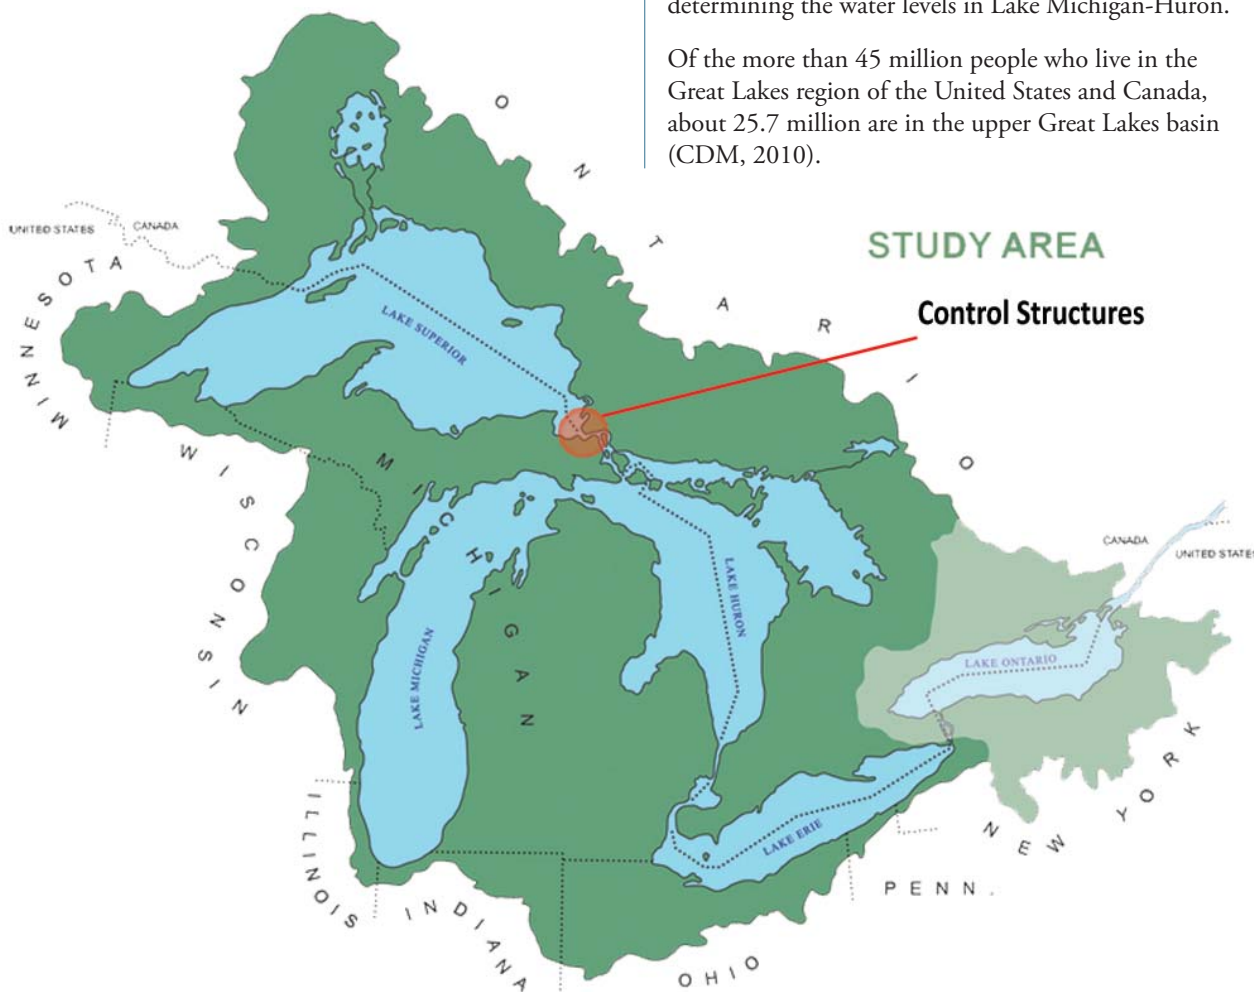 determining the water levels in Lake Michigan-Huron.
Of the more than 45 million people who live in the
Great Lakes region of the United States and Canada,
about 25.7 million are in the upper Great Lakes basin
(CDM, 2010).
STUDY AREA
Control Structures
ONTARIO
UNITED STATES
CANADA
MINNESOTA
LAKE SUPERIOR
WISCONSIN
MICHIGAN
LAKE HURON
LAKE MICHIGAN
CANADA
UNITED STATES
LAKE ONTARIO
NEW YORK
LAKE ERIE
PENN.
ILLINOIS
INDIANA
OHIO